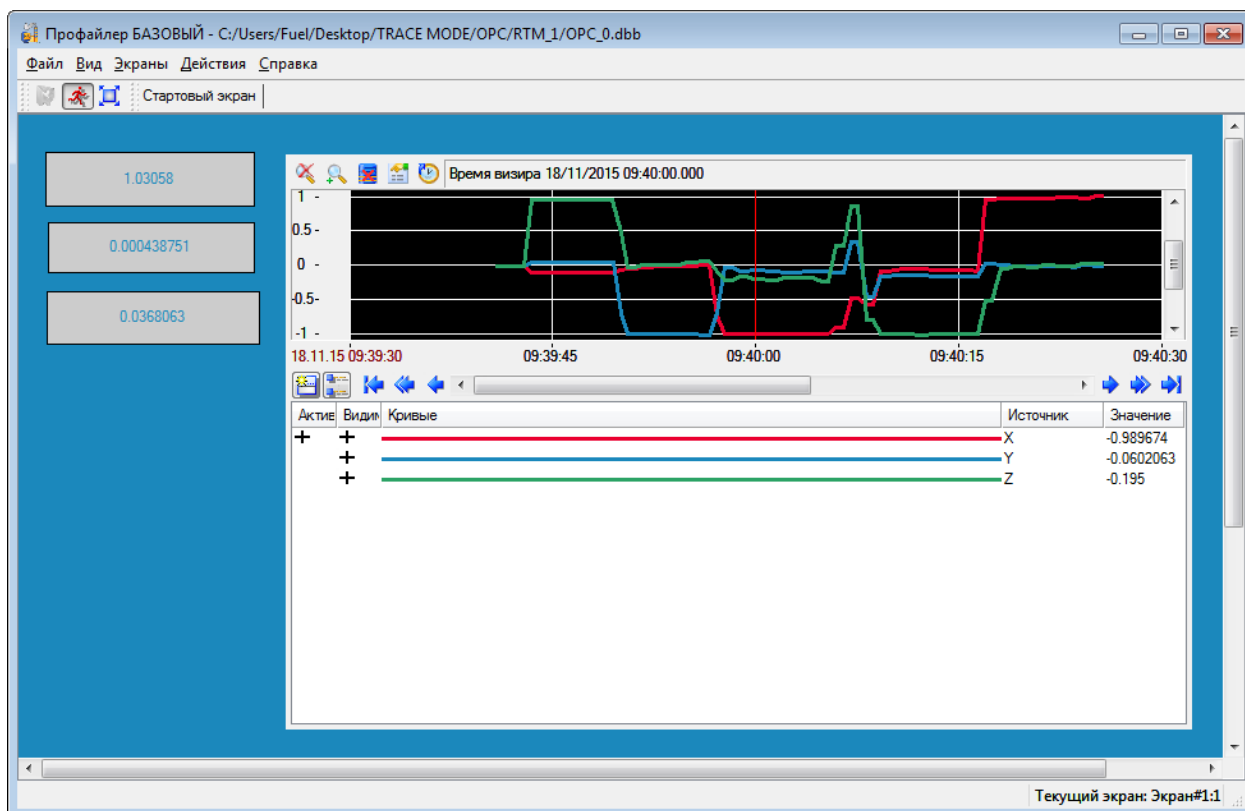 Профайлер БАЗОВЫЙ - C:/Users/Fuel/Desktop/TRACE MODE/OPC/RTM_1/OPC_0.dbb
Файл Вид Экраны Действия Справка
Стартовый экран
1.03058
0.000438751
0.0368063
Время визира 18/11/2015 09:40:00.000
1
0.5
0
-0.5
-1
18.11.15 09:39:30 09:39:45 09:40:00 09:40:15 09:40:30
Актив Видим Кривые Источник Значение
X -0.989674
Y -0.0602063
Z -0.195
Текущий экран: Экран#1:1